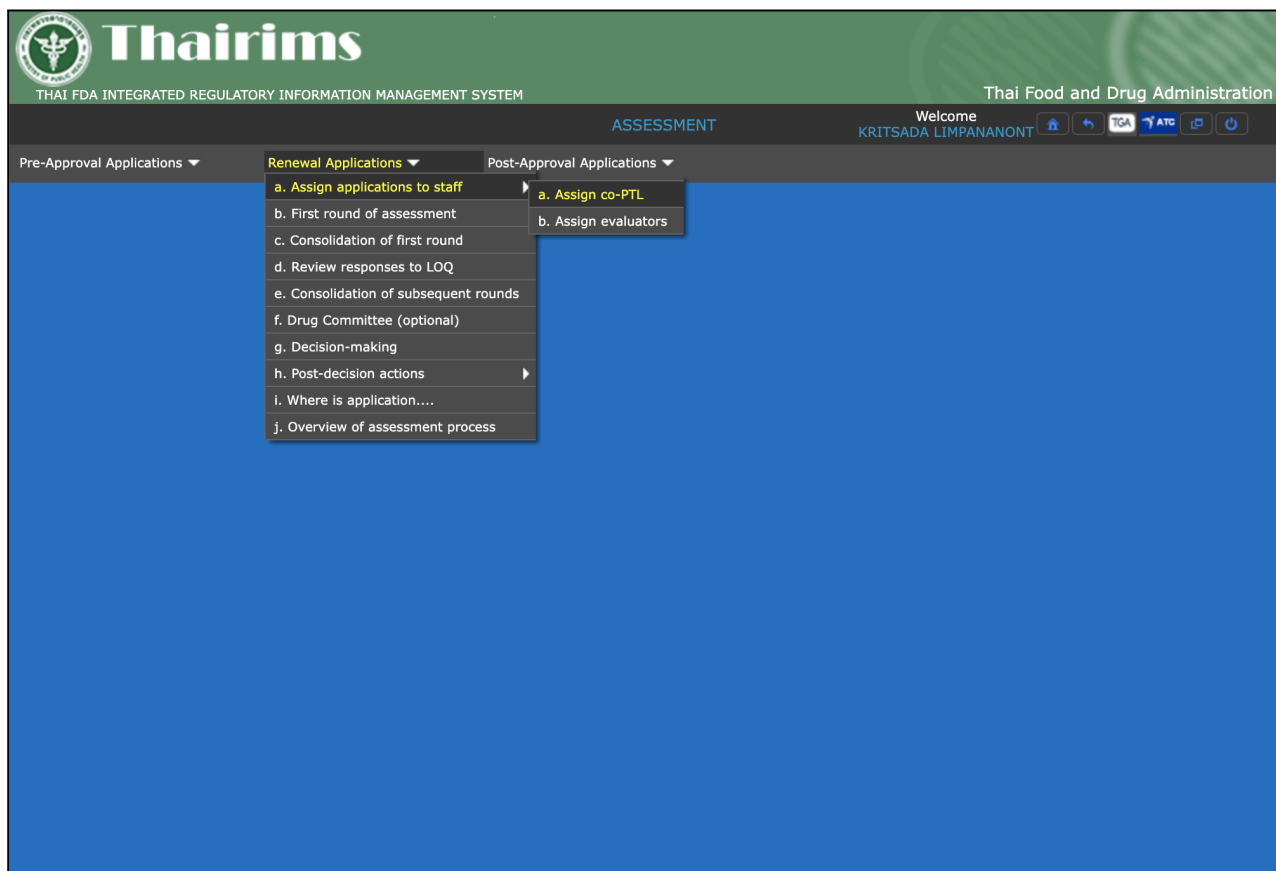 Thairims
THAI FDA INTEGRATED REGULATORY INFORMATION MANAGEMENT SYSTEM
Thai Food and Drug Administration
ASSESSMENT
Welcome
KRITSADA LIMPANANONT
TGA
ATC
Pre-Approval Applications
Renewal Applications
Post-Approval Applications
a. Assign applications to staff
a. Assign co-PTL
b. Assign evaluators
b. First round of assessment
c. Consolidation of first round
d. Review responses to LOQ
e. Consolidation of subsequent rounds
f. Drug Committee (optional)
g. Decision-making
h. Post-decision actions
i. Where is application....
j. Overview of assessment process